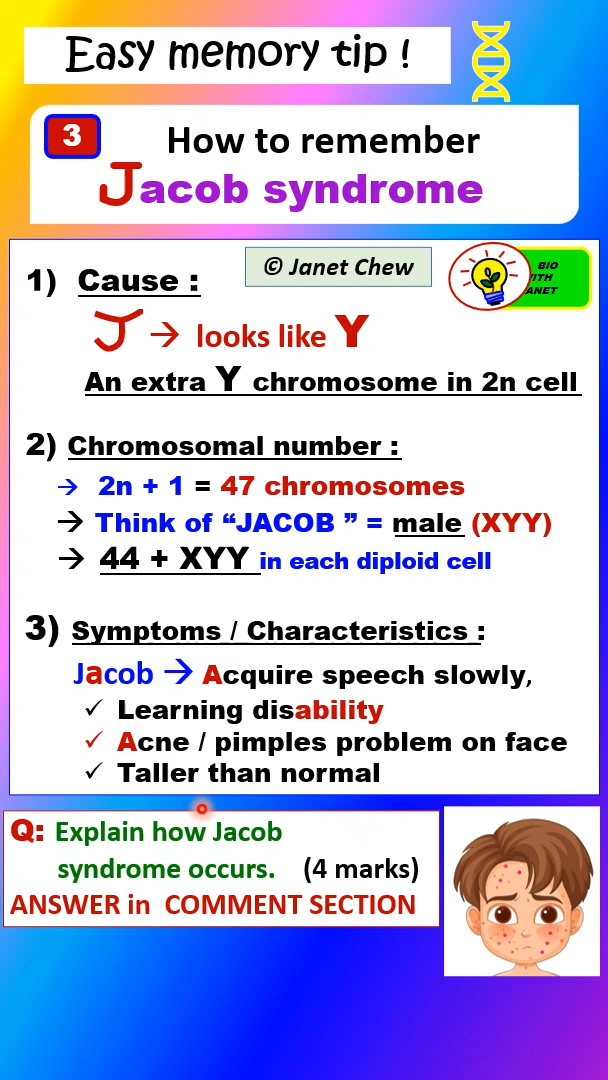 Easy memory tip !
3
How to remember
Jacob syndrome
1) Cause :
© Janet Chew
BIO
WITH
JANET
J → looks like Y
An extra Y chromosome in 2n cell
2) Chromosomal number :
→ 2n + 1 = 47 chromosomes
→ Think of “JACOB ” = male (XYY)
→ 44 + XYY in each diploid cell
3) Symptoms / Characteristics :
Jacob → Acquire speech slowly,
✓ Learning disability
✓ Acne / pimples problem on face
✓ Taller than normal
Q: Explain how Jacob
syndrome occurs. (4 marks)
ANSWER in COMMENT SECTION